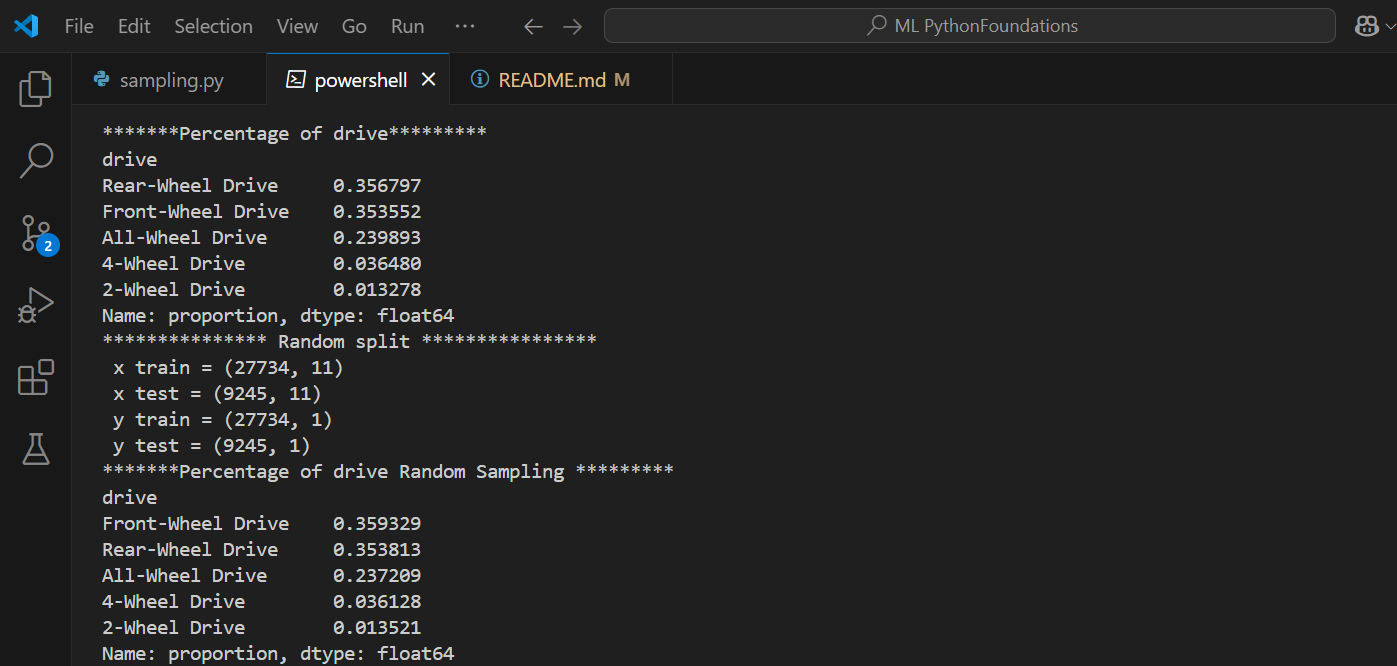 File Edit Selection View Go Run ··· ML PythonFoundations
sampling.py powershell README.md M
*******Percentage of drive*********
drive
Rear-Wheel Drive     0.356797
Front-Wheel Drive    0.353552
All-Wheel Drive      0.239893
4-Wheel Drive        0.036480
2-Wheel Drive        0.013278
Name: proportion, dtype: float64
*************** Random split ****************
 x train = (27734, 11)
 x test = (9245, 11)
 y train = (27734, 1)
 y test = (9245, 1)
*******Percentage of drive Random Sampling *********
drive
Front-Wheel Drive    0.359329
Rear-Wheel Drive     0.353813
All-Wheel Drive      0.237209
4-Wheel Drive        0.036128
2-Wheel Drive        0.013521
Name: proportion, dtype: float64
2